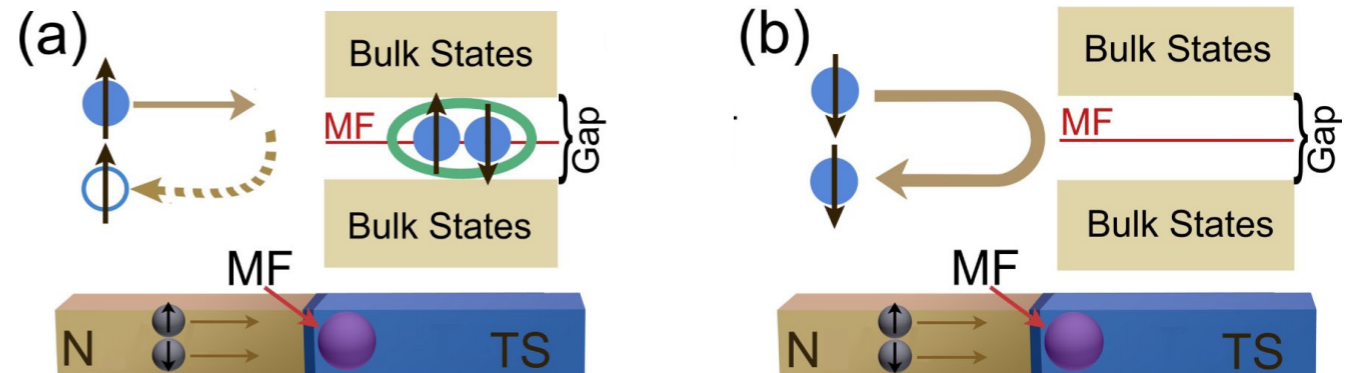 (a)
Bulk States
MF
Gap
Bulk States
MF
N
TS
(b)
Bulk States
MF
Gap
Bulk States
MF
N
TS